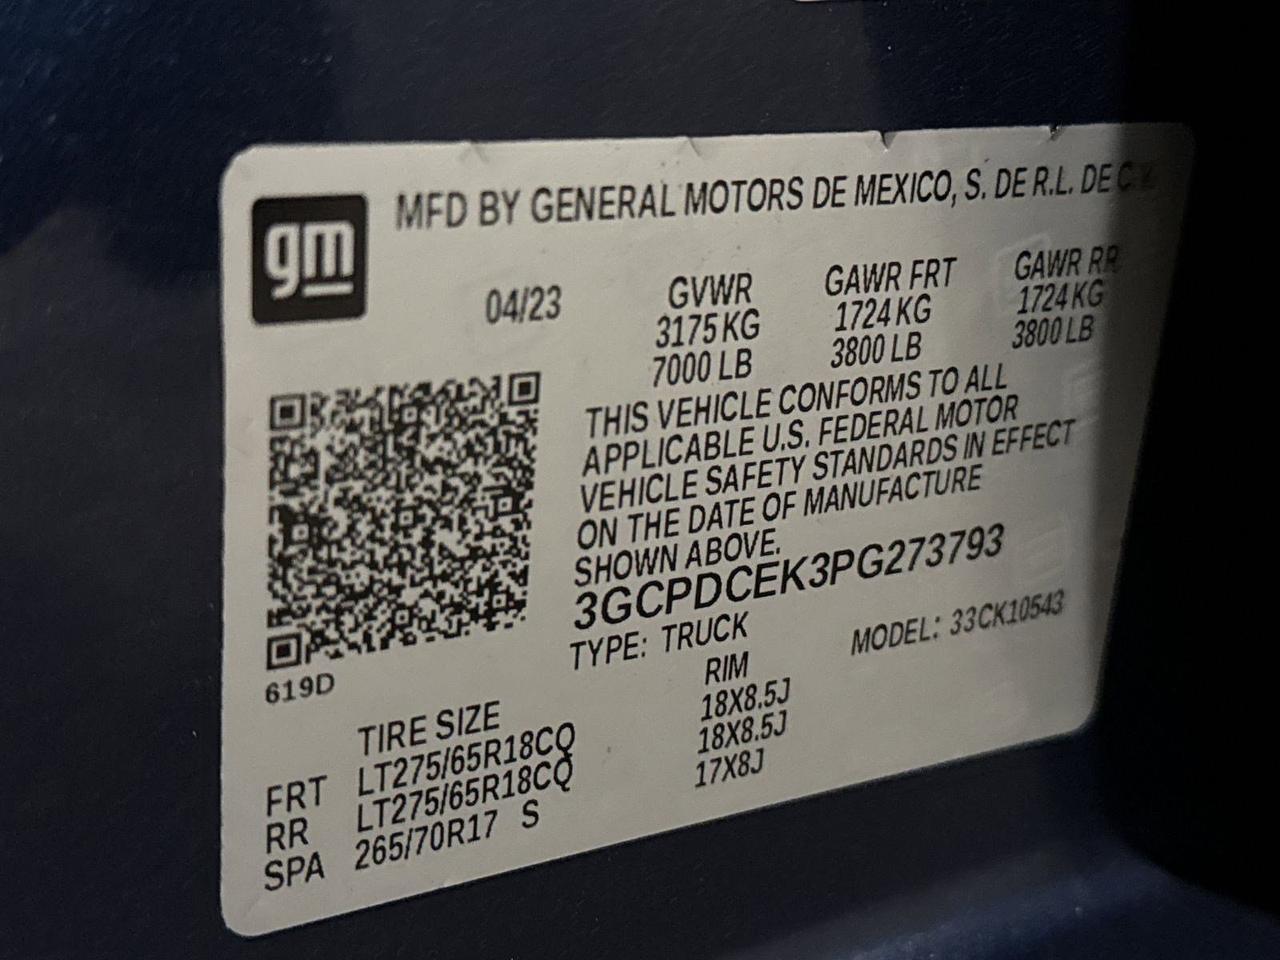 gm
MFD BY GENERAL MOTORS DE MEXICO, S. DE R.L. DE C.V.
04/23
GVWR GAWR FRT GAWR RR
3175 KG 1724 KG 1724 KG
7000 LB 3800 LB 3800 LB
THIS VEHICLE CONFORMS TO ALL
APPLICABLE U.S. FEDERAL MOTOR
VEHICLE SAFETY STANDARDS IN EFFECT
ON THE DATE OF MANUFACTURE
SHOWN ABOVE.
3GCPDCEK3PG273793
TYPE: TRUCK MODEL: 33CK10543
619D
TIRE SIZE RIM
FRT LT275/65R18CQ 18X8.5J
RR LT275/65R18CQ 18X8.5J
SPA 265/70R17 S 17X8J